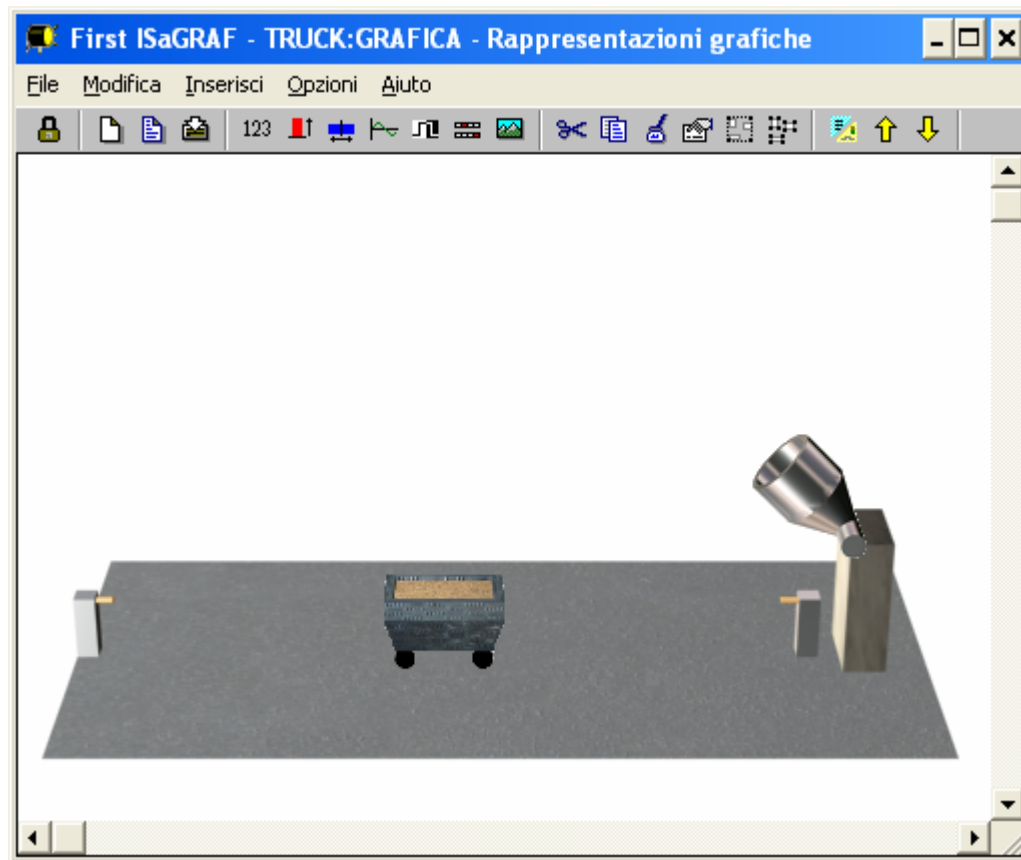 First ISaGRAF - TRUCK:GRAFICA - Rappresentazioni grafiche
File Modifica Inserisci Opzioni Aiuto
123